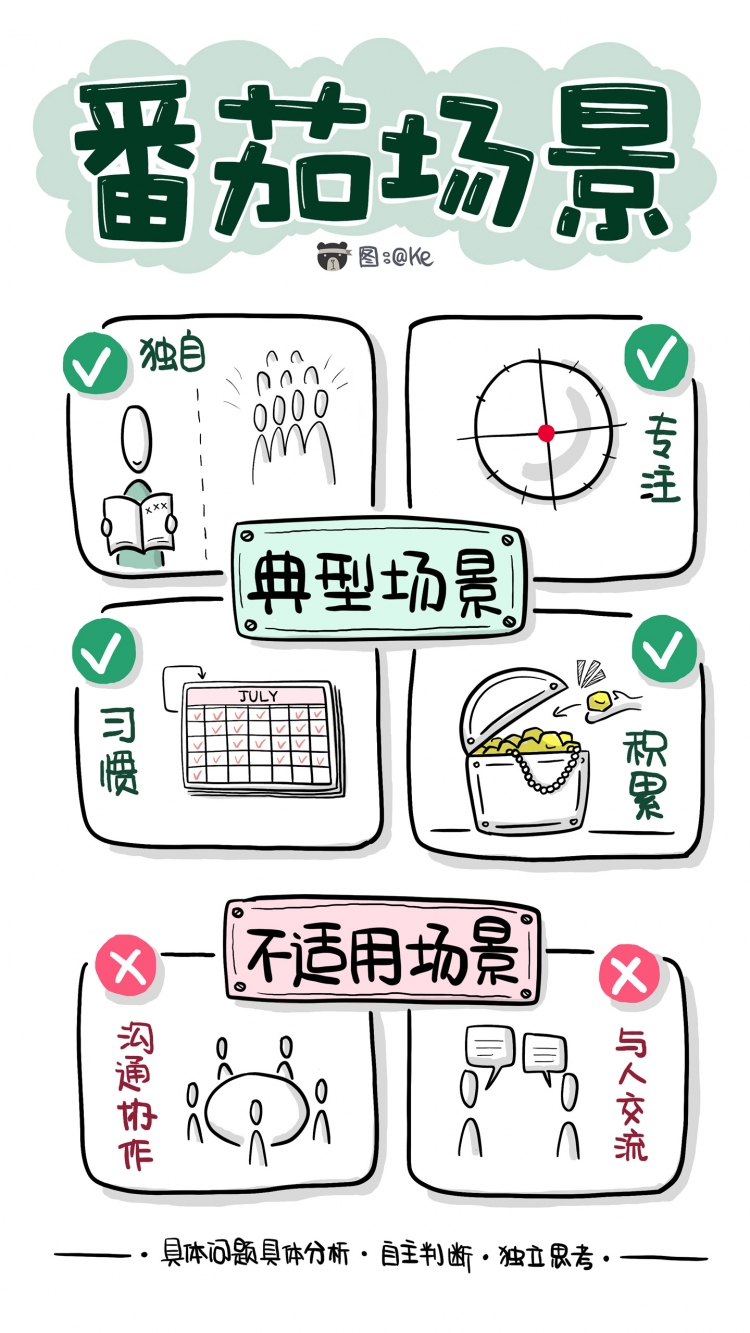 番茄场景
图:@Ke
独自
xxx
专注
典型场景
习惯
JULY
积累
不适用场景
沟通协作
与人交流
·具体问题具体分析·自主判断·独立思考·